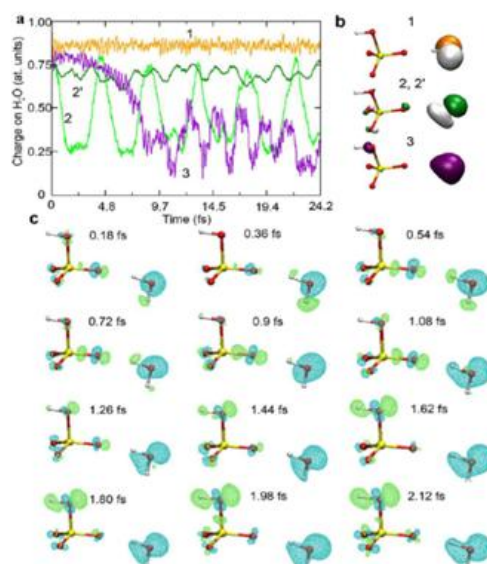 a
b
1.00
0.75
0.50
0.25
0
Charge on H₂O (at. units)
1
2'
2
3
0 4.8 9.7 14.5 19.4 24.2
Time (fs)
1
2, 2'
3
c
0.18 fs 0.36 fs 0.54 fs
0.72 fs 0.9 fs 1.08 fs
1.26 fs 1.44 fs 1.62 fs
1.80 fs 1.98 fs 2.12 fs